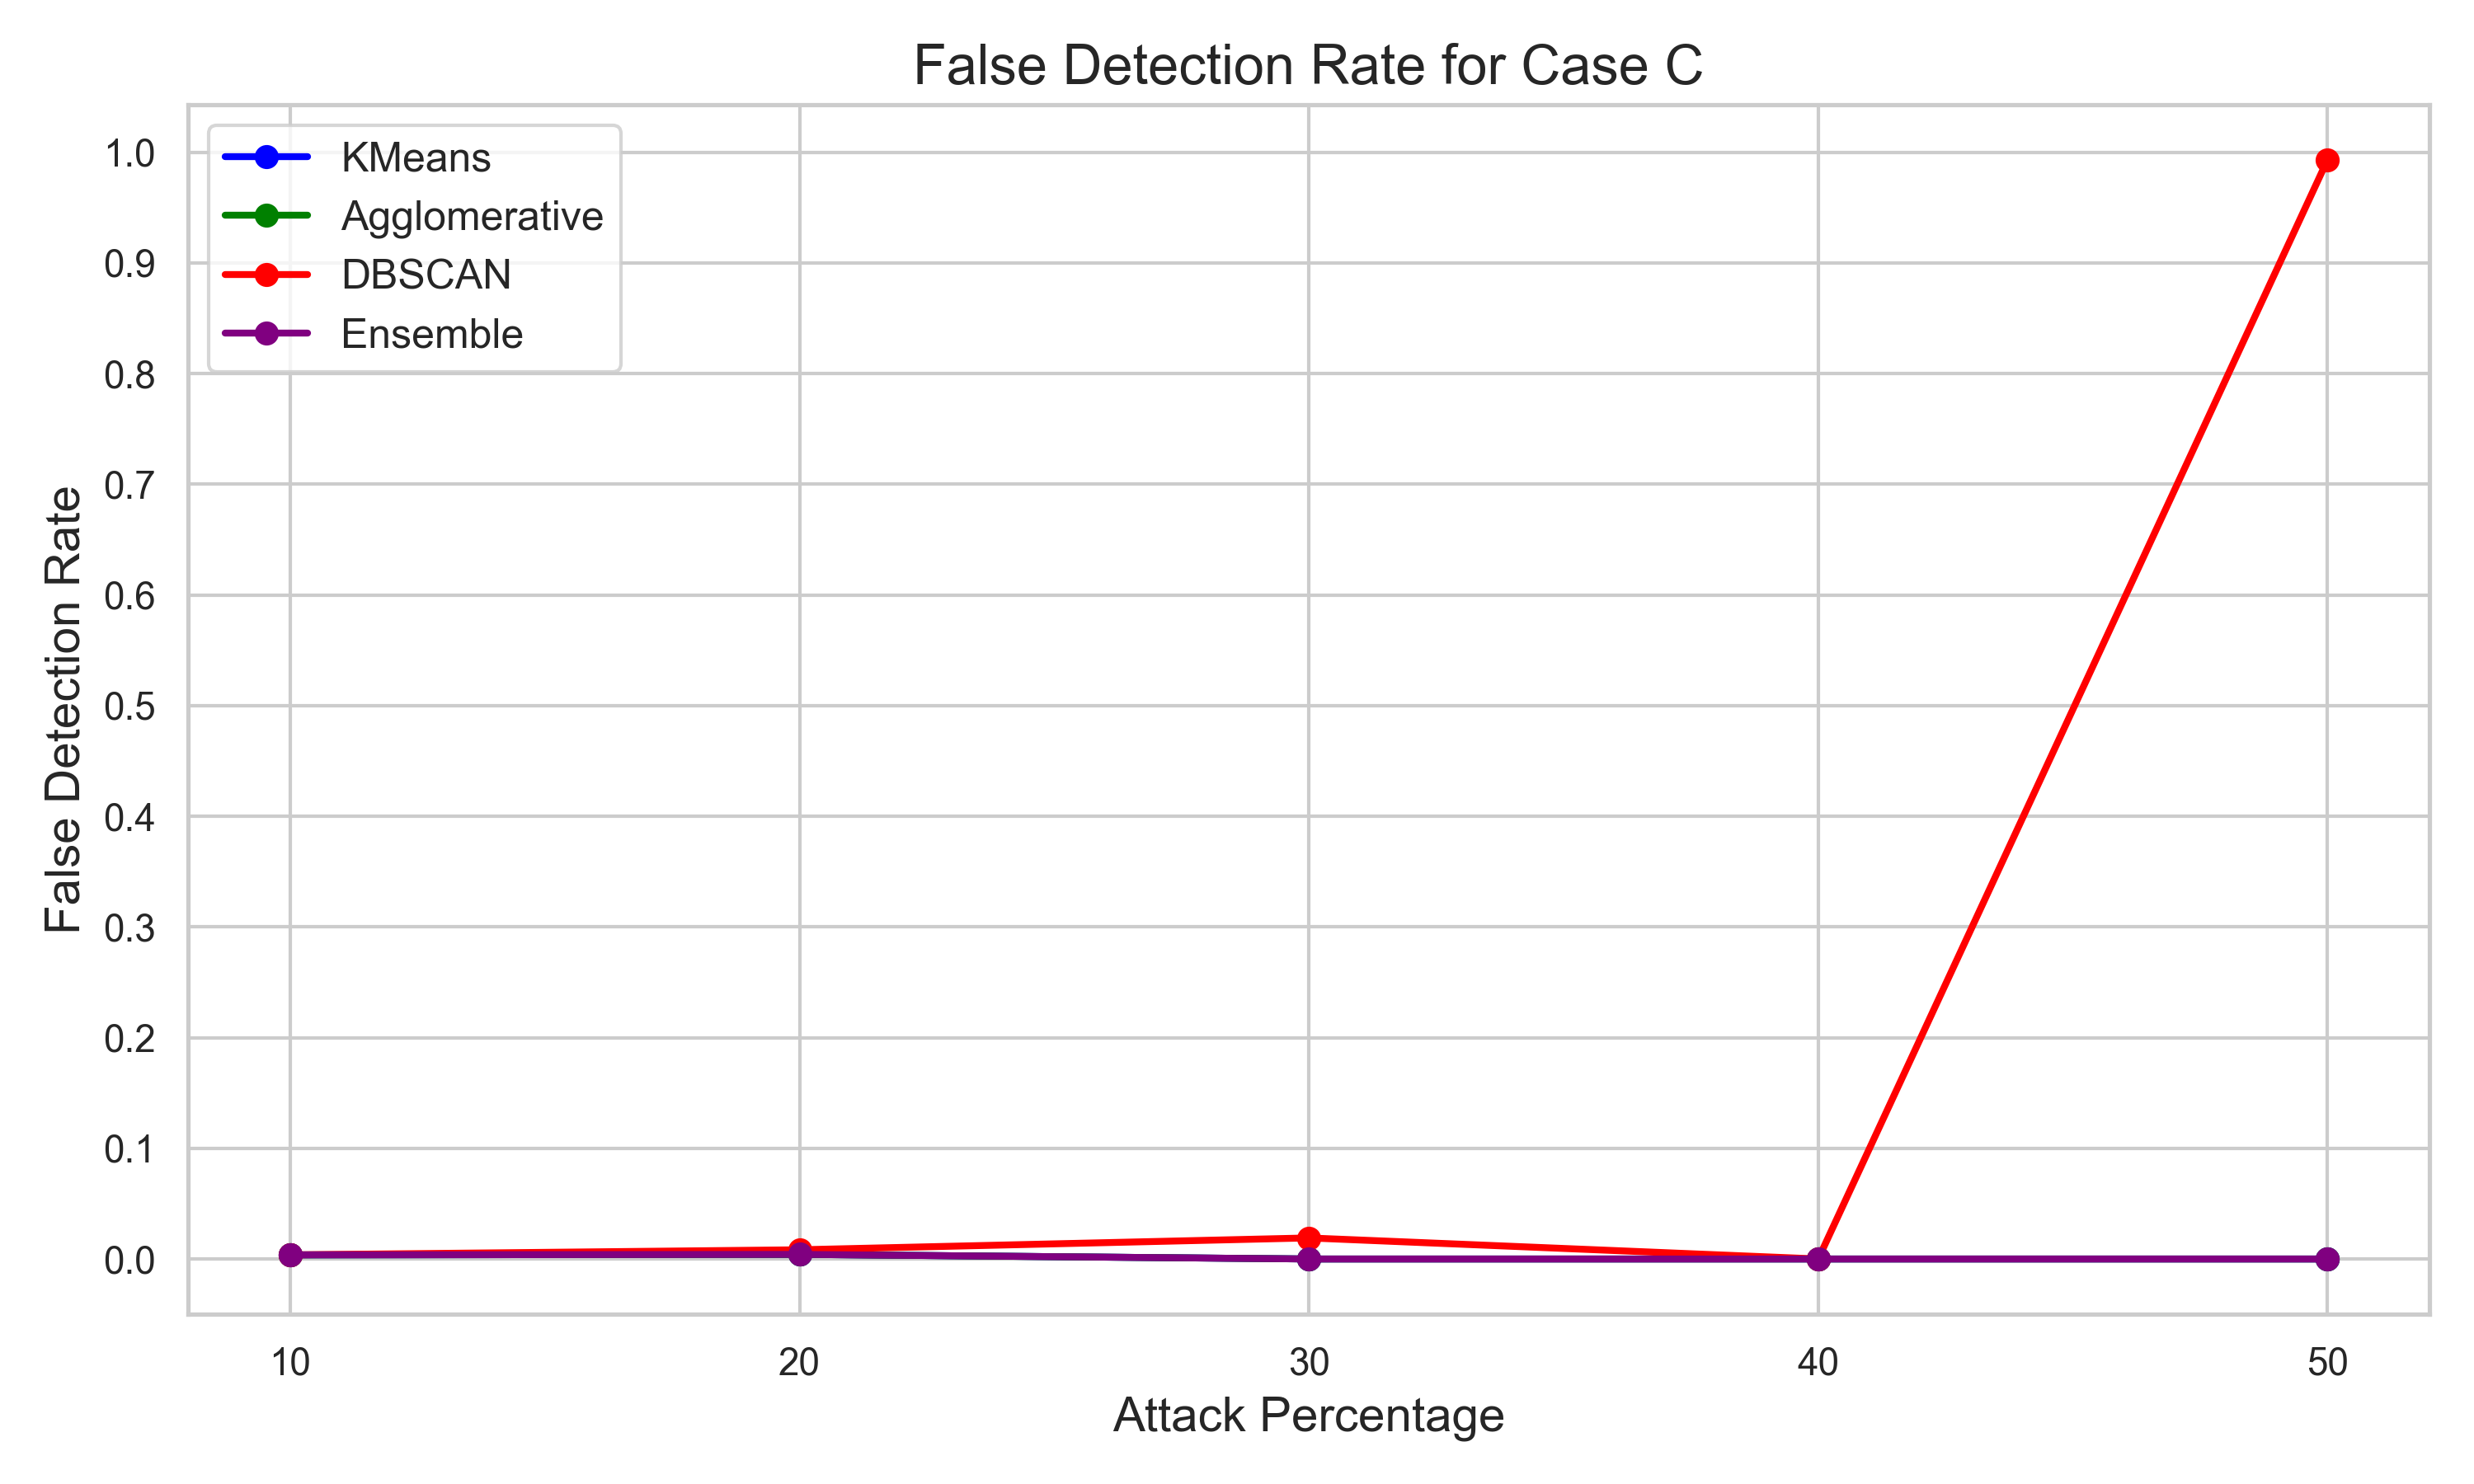 False Detection Rate for Case C
KMeans
Agglomerative
DBSCAN
Ensemble
False Detection Rate
1.0
0.9
0.8
0.7
0.6
0.5
0.4
0.3
0.2
0.1
0.0
10 20 30 40 50
Attack Percentage